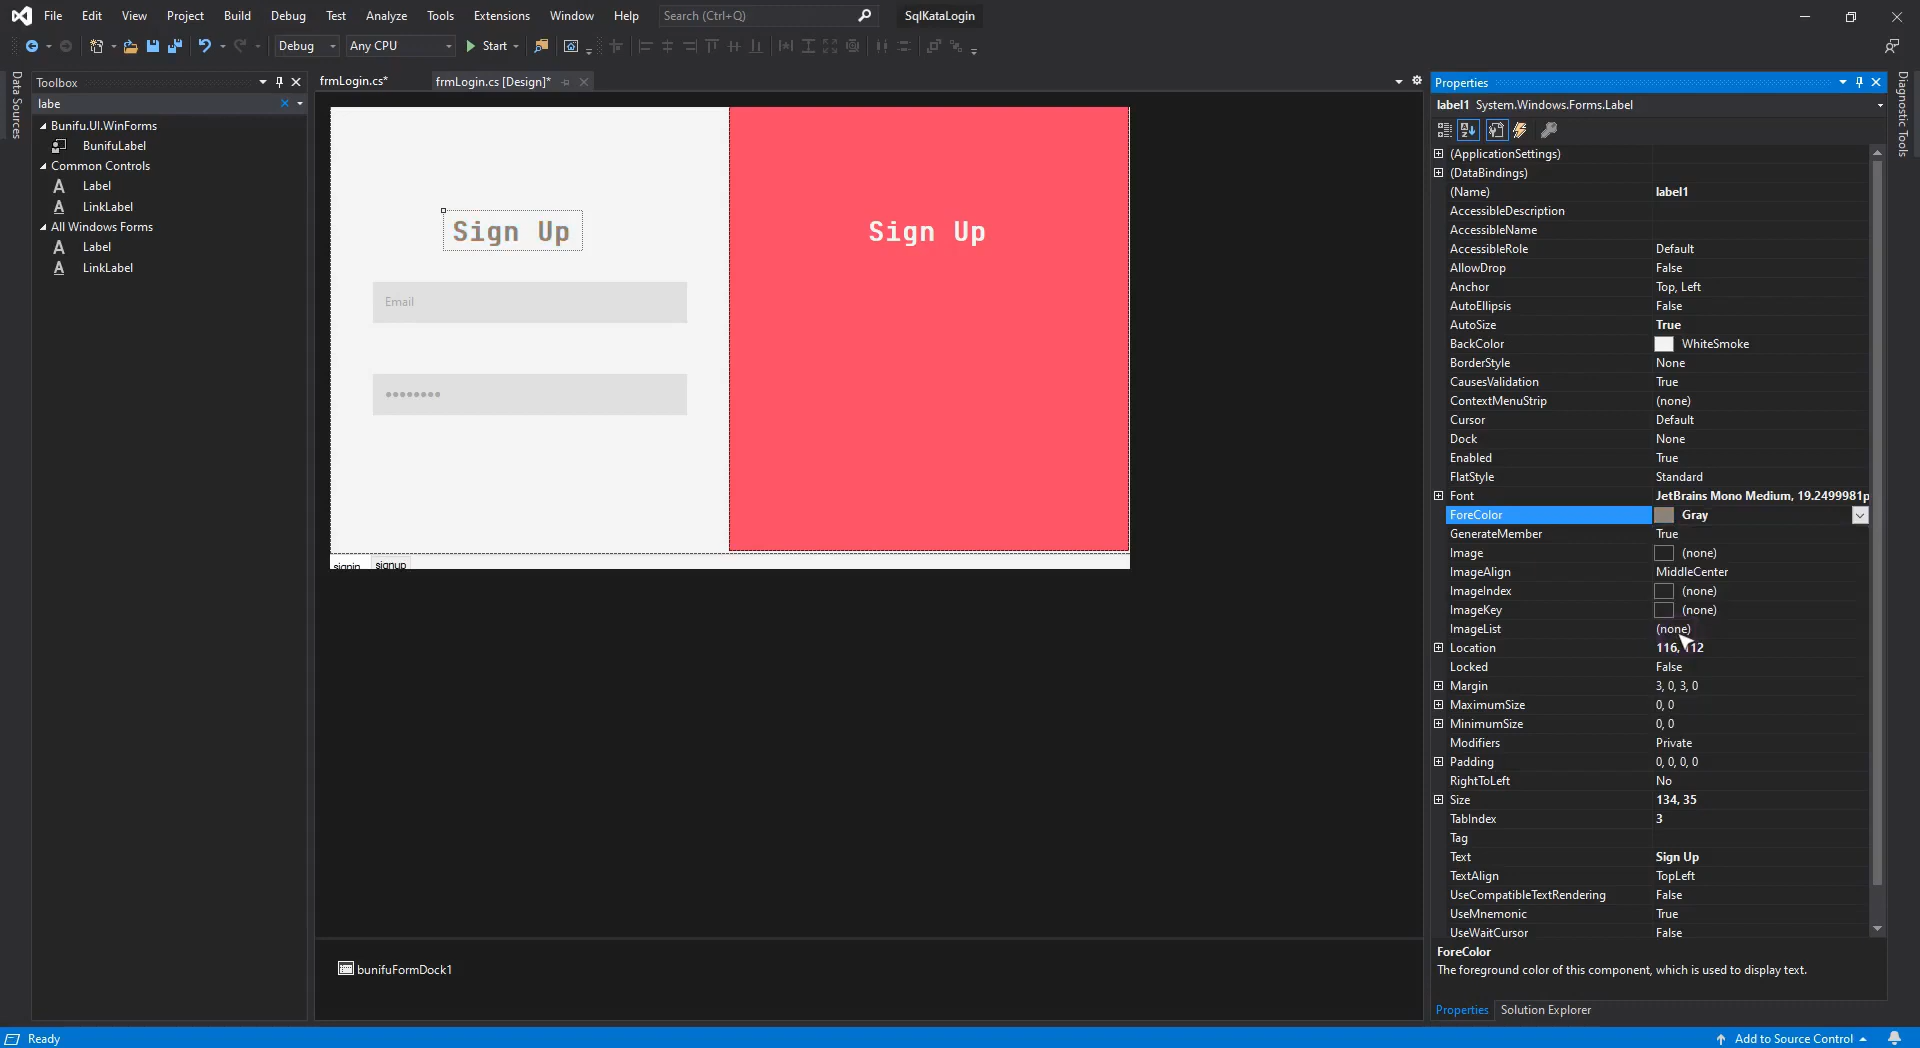 File Edit View Project Build Debug Test Analyze Tools Extensions Window Help Search (Ctrl+Q) SqlKataLogin
Debug Any CPU Start
Data Sources
Toolbox
labe
Bunifu.UI.WinForms
BunifuLabel
Common Controls
Label
LinkLabel
All Windows Forms
Label
LinkLabel
frmLogin.cs* frmLogin.cs [Design]*
Sign Up
Email
signin signup
Sign Up
bunifuFormDock1
Properties
label1 System.Windows.Forms.Label
(ApplicationSettings)
(DataBindings)
(Name) label1
AccessibleDescription
AccessibleName
AccessibleRole Default
AllowDrop False
Anchor Top, Left
AutoEllipsis False
AutoSize True
BackColor WhiteSmoke
BorderStyle None
CausesValidation True
ContextMenuStrip (none)
Cursor Default
Dock None
Enabled True
FlatStyle Standard
Font JetBrains Mono Medium, 19.2499981p
ForeColor Gray
GenerateMember True
Image (none)
ImageAlign MiddleCenter
ImageIndex (none)
ImageKey (none)
ImageList (none)
Location 116, 112
Locked False
Margin 3, 0, 3, 0
MaximumSize 0, 0
MinimumSize 0, 0
Modifiers Private
Padding 0, 0, 0, 0
RightToLeft No
Size 134, 35
TabIndex 3
Tag
Text Sign Up
TextAlign TopLeft
UseCompatibleTextRendering False
UseMnemonic True
UseWaitCursor False
ForeColor
The foreground color of this component, which is used to display text.
Properties Solution Explorer
Diagnostic Tools
Ready
Add to Source Control